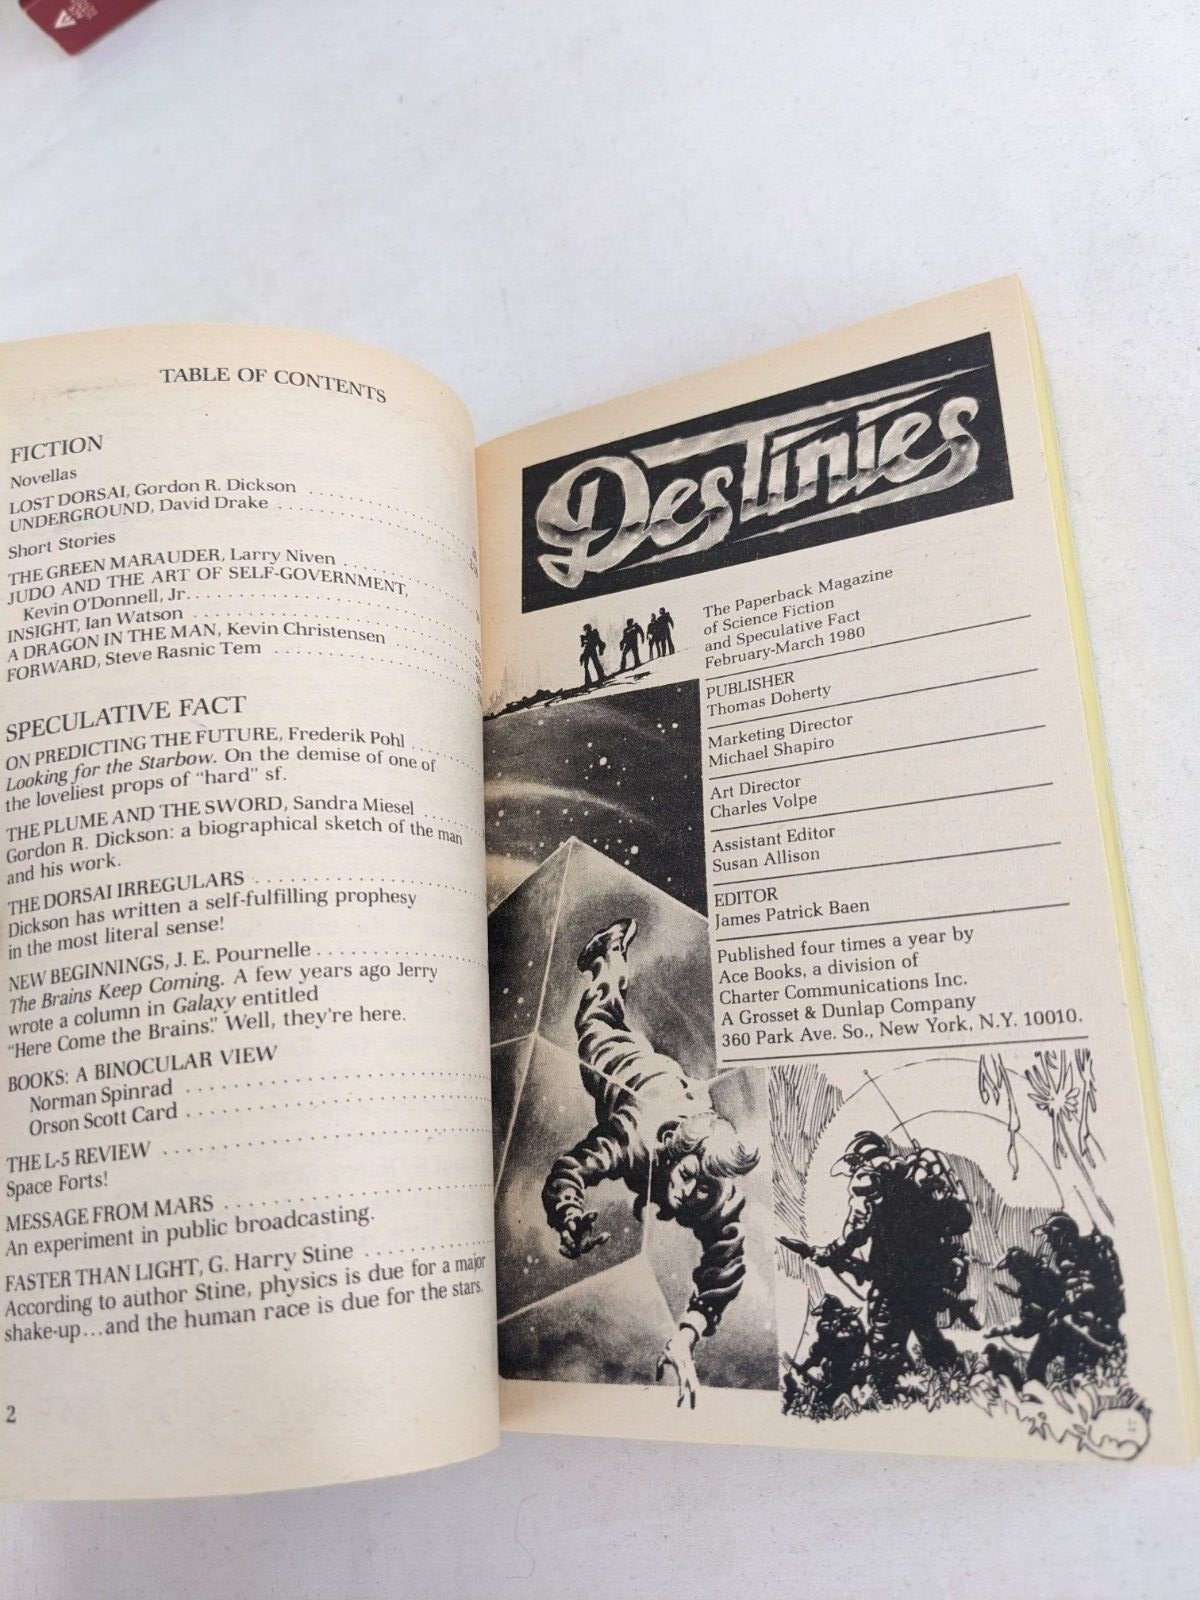 TABLE OF CONTENTS
FICTION
Novellas
LOST DORSAI, Gordon R. Dickson . . . . . . . . . .
UNDERGROUND, David Drake . . . . . . . . . . . . .
Short Stories
THE GREEN MARAUDER, Larry Niven . . . . . . . . . .
JUDO AND THE ART OF SELF-GOVERNMENT,
Kevin O'Donnell, Jr. . . . . . . . . . . . . . . . .
INSIGHT, Ian Watson . . . . . . . . . . . . . . . . .
A DRAGON IN THE MAN, Kevin Christensen
FORWARD, Steve Rasnic Tem . . . . . . . . . . . . .
SPECULATIVE FACT
ON PREDICTING THE FUTURE, Frederik Pohl . . . .
Looking for the Starbow. On the demise of one of
the loveliest props of "hard" sf.
THE PLUME AND THE SWORD, Sandra Miesel . . . .
Gordon R. Dickson: a biographical sketch of the man
and his work.
THE DORSAI IRREGULARS . . . . . . . . . . . . . . .
Dickson has written a self-fulfilling prophesy
in the most literal sense!
NEW BEGINNINGS, J. E. Pournelle . . . . . . . . . .
The Brains Keep Coming. A few years ago Jerry
wrote a column in Galaxy entitled
"Here Come the Brains." Well, they're here.
BOOKS: A BINOCULAR VIEW
Norman Spinrad . . . . . . . . . . . . . . . . . . .
Orson Scott Card . . . . . . . . . . . . . . . . . .
THE L-5 REVIEW . . . . . . . . . . . . . . . . . . .
Space Forts!
MESSAGE FROM MARS . . . . . . . . . . . . . . . . .
An experiment in public broadcasting.
FASTER THAN LIGHT, G. Harry Stine . . . . . . . . .
According to author Stine, physics is due for a major
shake-up...and the human race is due for the stars.
2
Destinies
The Paperback Magazine
of Science Fiction
and Speculative Fact
February-March 1980
PUBLISHER
Thomas Doherty
Marketing Director
Michael Shapiro
Art Director
Charles Volpe
Assistant Editor
Susan Allison
EDITOR
James Patrick Baen
Published four times a year by
Ace Books, a division of
Charter Communications Inc.
A Grosset & Dunlap Company
360 Park Ave. So., New York, N.Y. 10010.